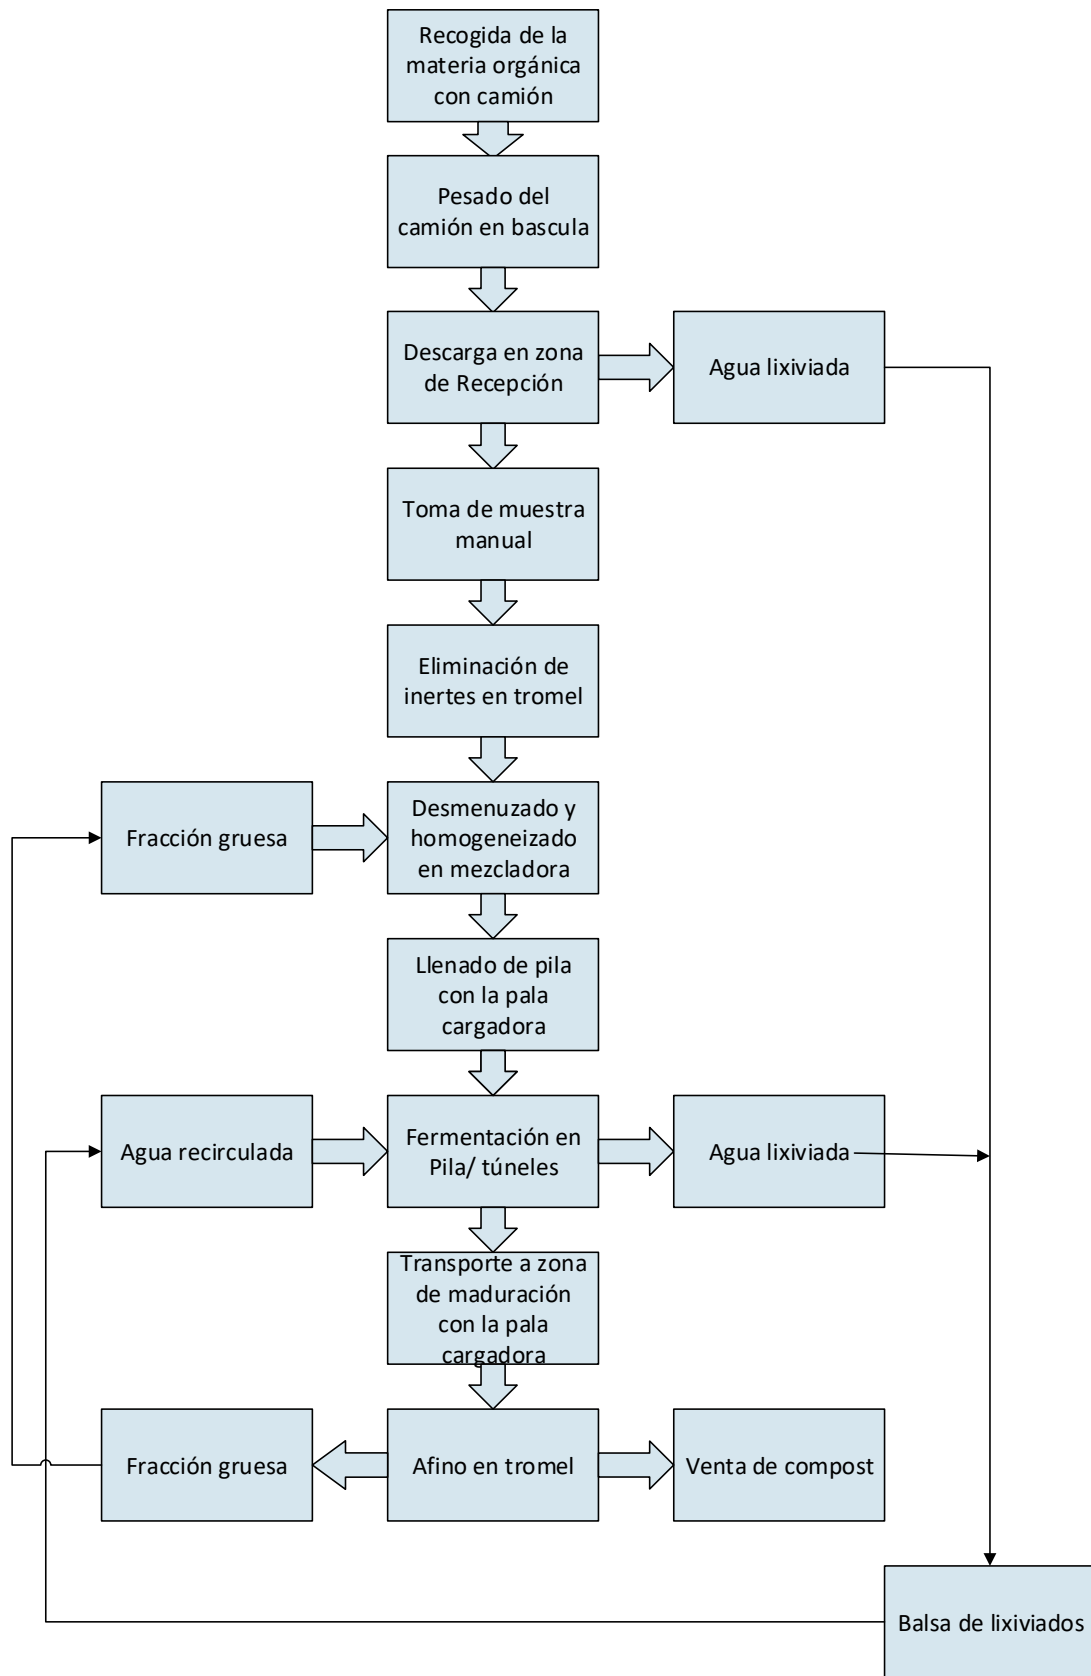 Recogida de la
materia orgánica
con camión
Pesado del
camión en bascula
Descarga en zona
de Recepción
Agua lixiviada
Toma de muestra
manual
Eliminación de
inertes en tromel
Fracción gruesa
Desmenuzado y
homogeneizado
en mezcladora
Llenado de pila
con la pala
cargadora
Agua recirculada
Fermentación en
Pila/ túneles
Agua lixiviada
Transporte a zona
de maduración
con la pala
cargadora
Fracción gruesa
Afino en tromel
Venta de compost
Balsa de lixiviados